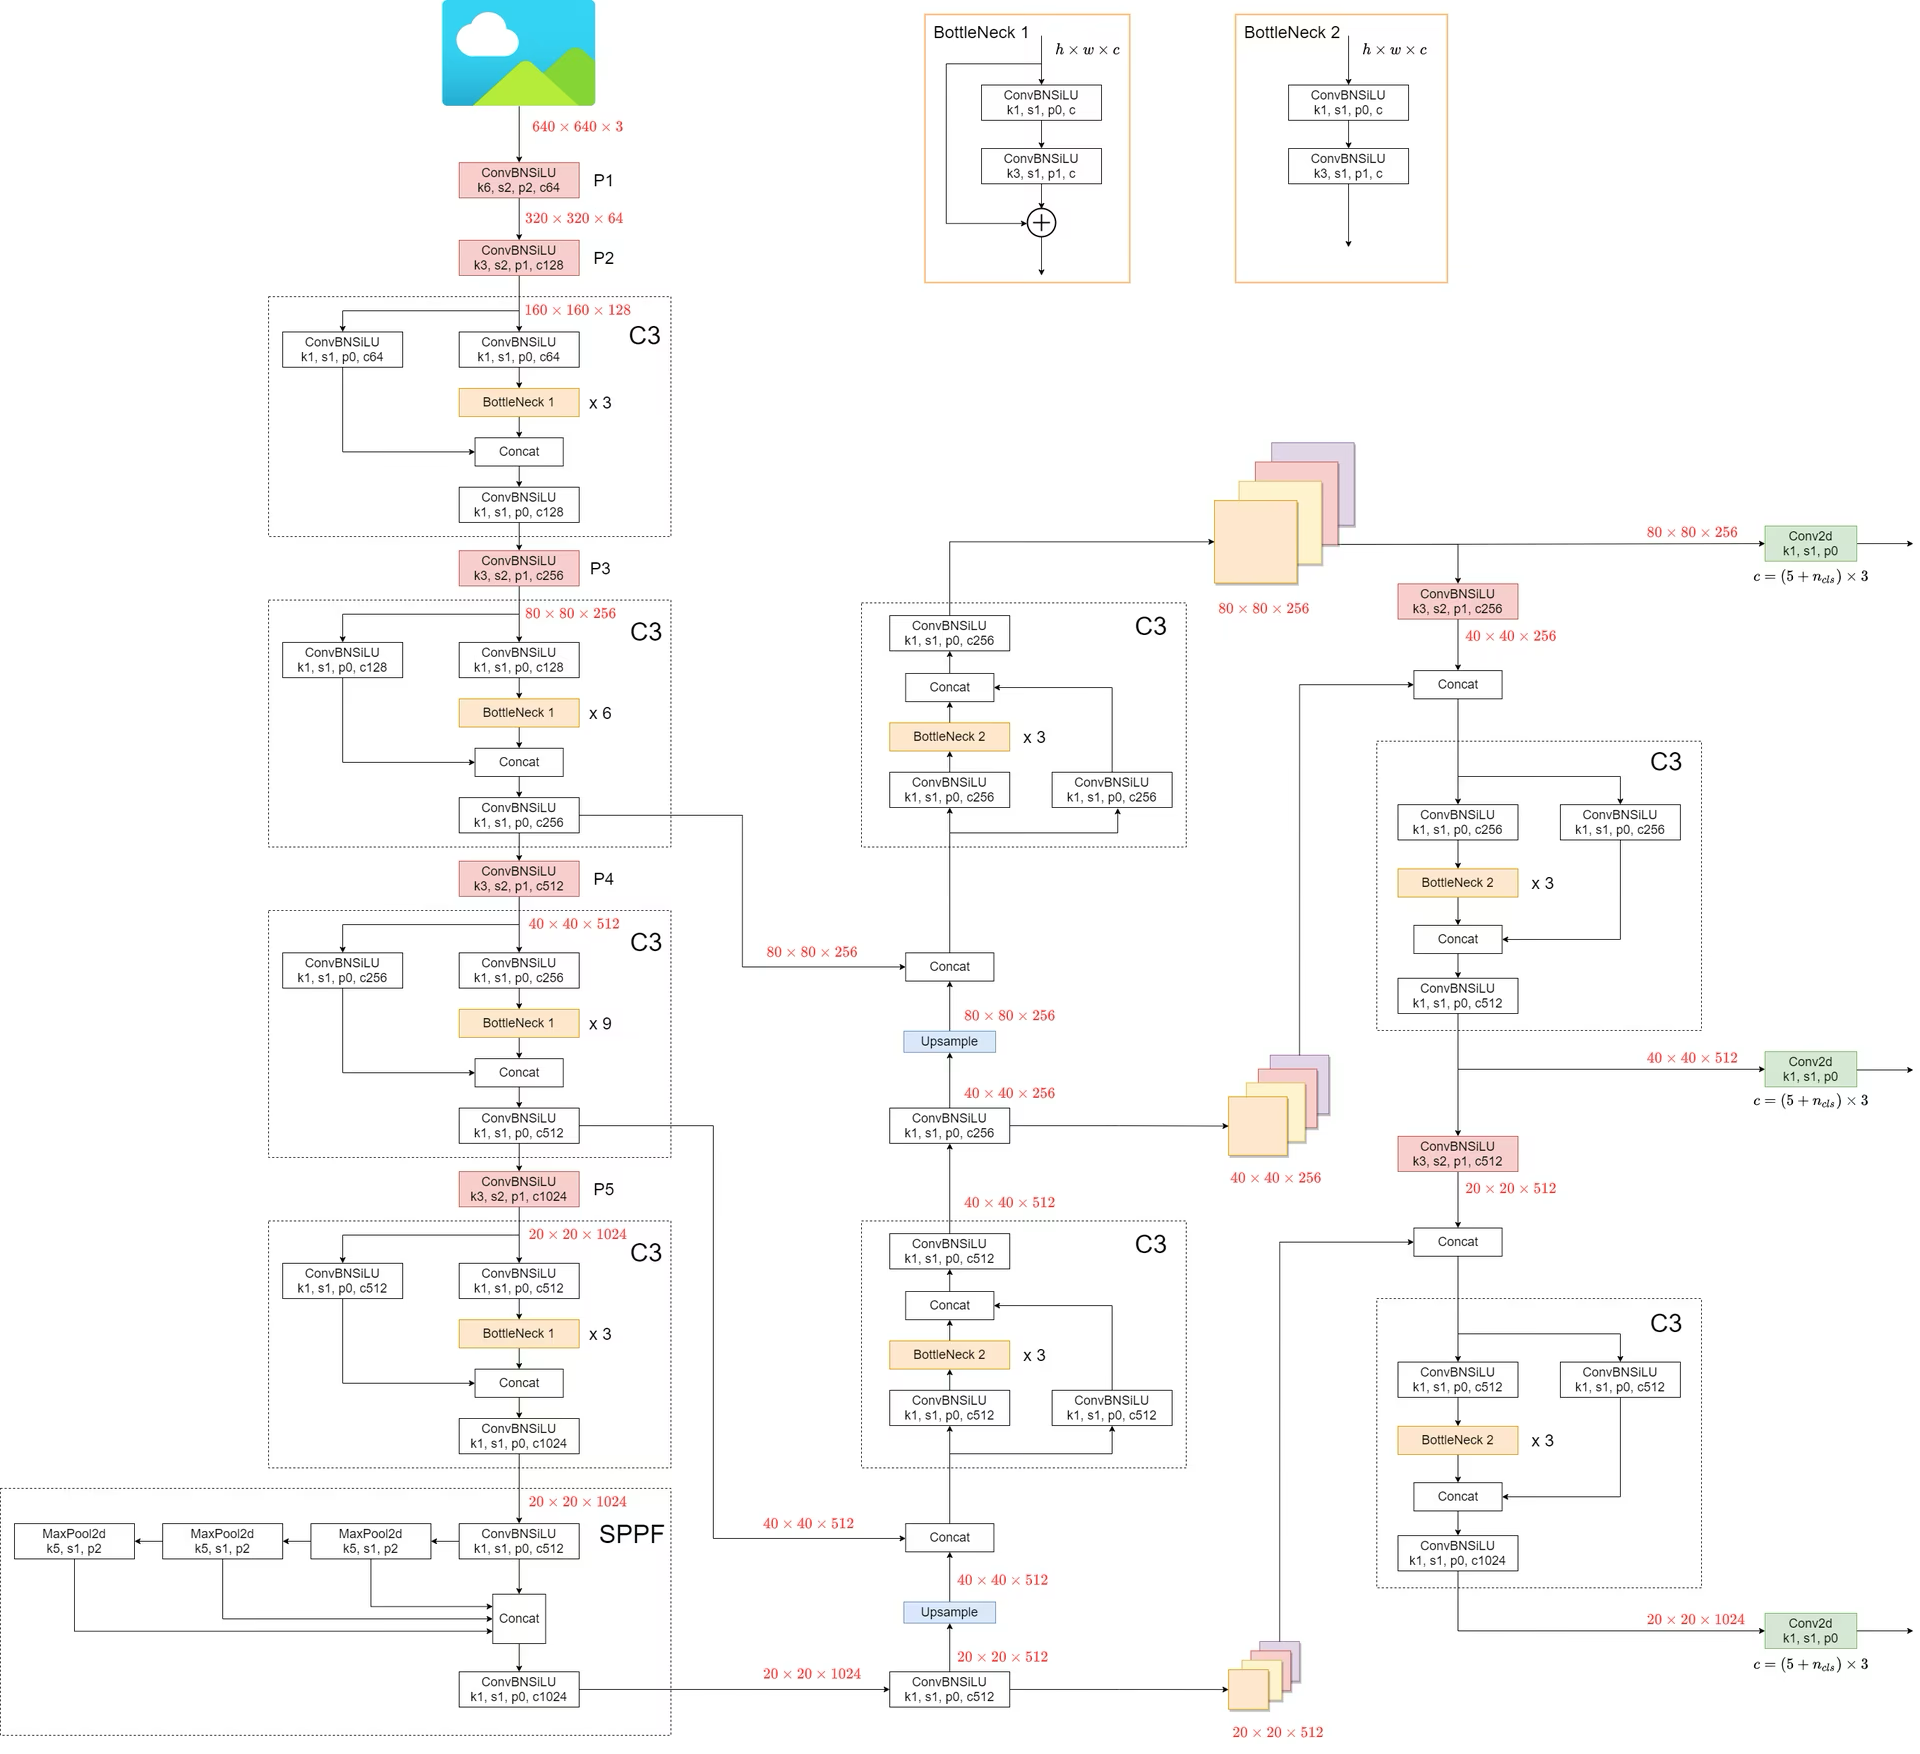 640 × 640 × 3
ConvBNSiLU
k6, s2, p2, c64
P1
320 × 320 × 64
ConvBNSiLU
k3, s2, p1, c128
P2
160 × 160 × 128
C3
ConvBNSiLU
k1, s1, p0, c64
ConvBNSiLU
k1, s1, p0, c64
BottleNeck 1
x 3
Concat
ConvBNSiLU
k1, s1, p0, c128
ConvBNSiLU
k3, s2, p1, c256
P3
80 × 80 × 256
C3
ConvBNSiLU
k1, s1, p0, c128
ConvBNSiLU
k1, s1, p0, c128
BottleNeck 1
x 6
Concat
ConvBNSiLU
k1, s1, p0, c256
ConvBNSiLU
k3, s2, p1, c512
P4
40 × 40 × 512
C3
ConvBNSiLU
k1, s1, p0, c256
ConvBNSiLU
k1, s1, p0, c256
BottleNeck 1
x 9
Concat
ConvBNSiLU
k1, s1, p0, c512
ConvBNSiLU
k3, s2, p1, c1024
P5
20 × 20 × 1024
C3
ConvBNSiLU
k1, s1, p0, c512
ConvBNSiLU
k1, s1, p0, c512
BottleNeck 1
x 3
Concat
ConvBNSiLU
k1, s1, p0, c1024
20 × 20 × 1024
SPPF
MaxPool2d
k5, s1, p2
MaxPool2d
k5, s1, p2
MaxPool2d
k5, s1, p2
ConvBNSiLU
k1, s1, p0, c512
Concat
ConvBNSiLU
k1, s1, p0, c1024
BottleNeck 1
h × w × c
ConvBNSiLU
k1, s1, p0, c
ConvBNSiLU
k3, s1, p1, c
BottleNeck 2
h × w × c
ConvBNSiLU
k1, s1, p0, c
ConvBNSiLU
k3, s1, p1, c
C3
ConvBNSiLU
k1, s1, p0, c256
Concat
BottleNeck 2
x 3
ConvBNSiLU
k1, s1, p0, c256
ConvBNSiLU
k1, s1, p0, c256
80 × 80 × 256
Concat
80 × 80 × 256
Upsample
40 × 40 × 256
ConvBNSiLU
k1, s1, p0, c256
40 × 40 × 512
C3
ConvBNSiLU
k1, s1, p0, c512
Concat
BottleNeck 2
x 3
ConvBNSiLU
k1, s1, p0, c512
ConvBNSiLU
k1, s1, p0, c512
40 × 40 × 512
Concat
40 × 40 × 512
Upsample
20 × 20 × 512
20 × 20 × 1024
ConvBNSiLU
k1, s1, p0, c512
80 × 80 × 256
40 × 40 × 256
20 × 20 × 512
80 × 80 × 256
Conv2d
k1, s1, p0
c = (5 + n_cls) × 3
ConvBNSiLU
k3, s2, p1, c256
40 × 40 × 256
Concat
C3
ConvBNSiLU
k1, s1, p0, c256
ConvBNSiLU
k1, s1, p0, c256
BottleNeck 2
x 3
Concat
ConvBNSiLU
k1, s1, p0, c512
40 × 40 × 512
Conv2d
k1, s1, p0
c = (5 + n_cls) × 3
ConvBNSiLU
k3, s2, p1, c512
20 × 20 × 512
Concat
C3
ConvBNSiLU
k1, s1, p0, c512
ConvBNSiLU
k1, s1, p0, c512
BottleNeck 2
x 3
Concat
ConvBNSiLU
k1, s1, p0, c1024
20 × 20 × 1024
Conv2d
k1, s1, p0
c = (5 + n_cls) × 3